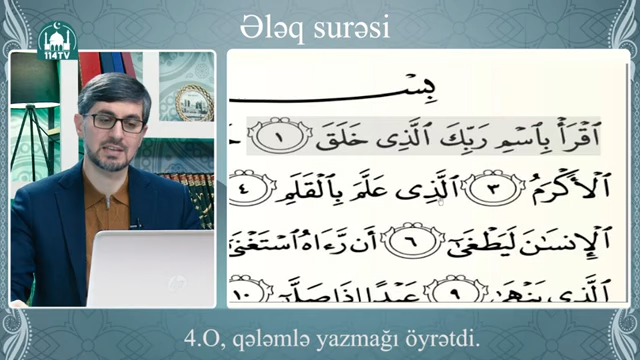 Ələq surəsi
114TV
بِسْـ
ٱقْرَأْ بِٱسْمِ رَبِّكَ ٱلَّذِى خَلَقَ ١
ٱلْأَكْرَمُ ٣ ٱلَّذِى عَلَّمَ بِٱلْقَلَمِ ٤
ٱلْإِنسَـٰنَ لَيَطْغَىٰٓ ٦ أَن رَّءَاهُ ٱسْتَغْنَىٰٓ
ٱلَّذِى يَنْهَىٰ ٩ عَبْدًا إِذَا صَلَّىٰٓ ١٠
4.O, qələmlə yazmağı öyrətdi.